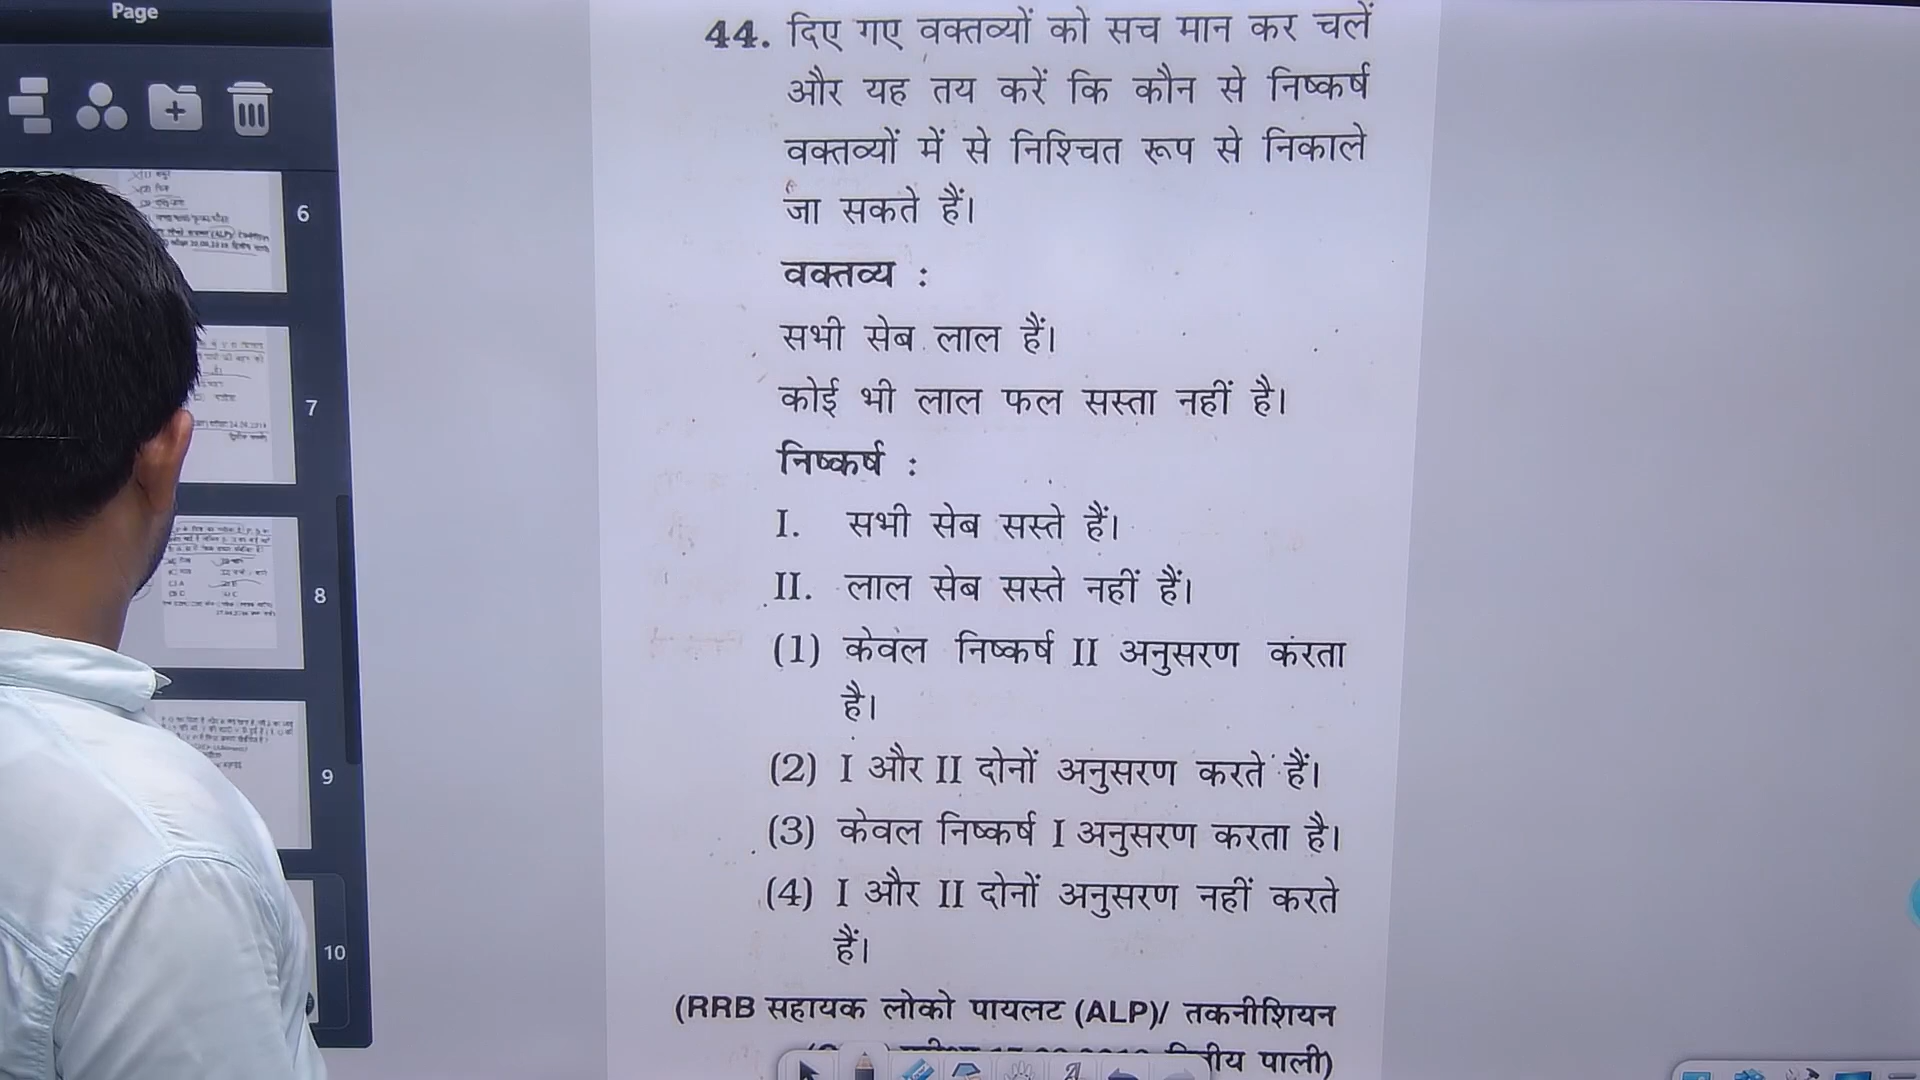 Page
6
7
8
9
10
44. दिए गए वक्तव्यों को सच मान कर चलें
और यह तय करें कि कौन से निष्कर्ष
वक्तव्यों में से निश्चित रूप से निकाले
जा सकते हैं।
वक्तव्य :
सभी सेब लाल हैं।
कोई भी लाल फल सस्ता नहीं है।
निष्कर्ष :
I. सभी सेब सस्ते हैं।
II. लाल सेब सस्ते नहीं हैं।
(1) केवल निष्कर्ष II अनुसरण करता
है।
(2) I और II दोनों अनुसरण करते हैं।
(3) केवल निष्कर्ष I अनुसरण करता है।
(4) I और II दोनों अनुसरण नहीं करते
हैं।
(RRB सहायक लोको पायलट (ALP)/ तकनीशियन
पाली)